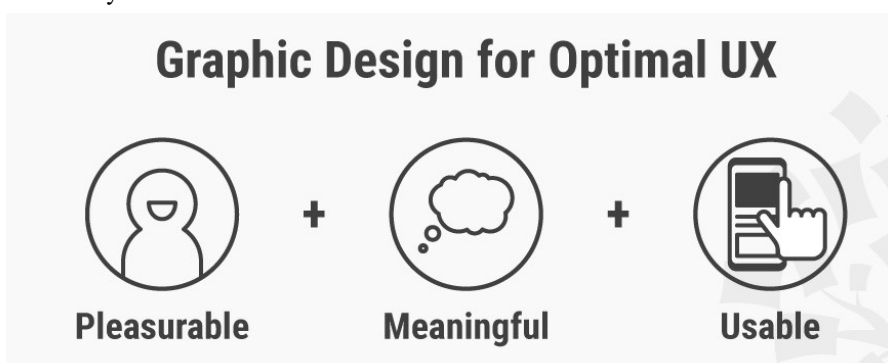 Graphic Design for Optimal UX
+
+
Pleasurable
Meaningful
Usable